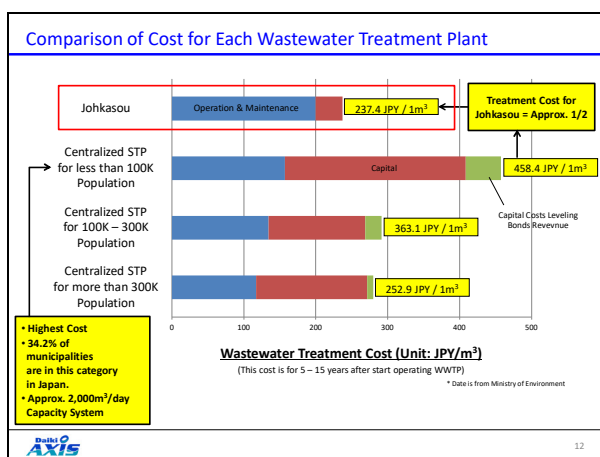 Comparison of Cost for Each Wastewater Treatment Plant
Johkasou
Operation & Maintenance
237.4 JPY / 1m³
Treatment Cost for
Johkasou = Approx. 1/2
Centralized STP
for less than 100K
Population
Capital
458.4 JPY / 1m³
Capital Costs Leveling
Bonds Revevnue
Centralized STP
for 100K – 300K
Population
363.1 JPY / 1m³
Centralized STP
for more than 300K
Population
252.9 JPY / 1m³
0 100 200 300 400 500
• Highest Cost
• 34.2% of
municipalities
are in this category
in Japan.
• Approx. 2,000m³/day
Capacity System
Wastewater Treatment Cost (Unit: JPY/m³)
(This cost is for 5 – 15 years after start operating WWTP)
* Date is from Ministry of Environment
Daiki
AXIS
12